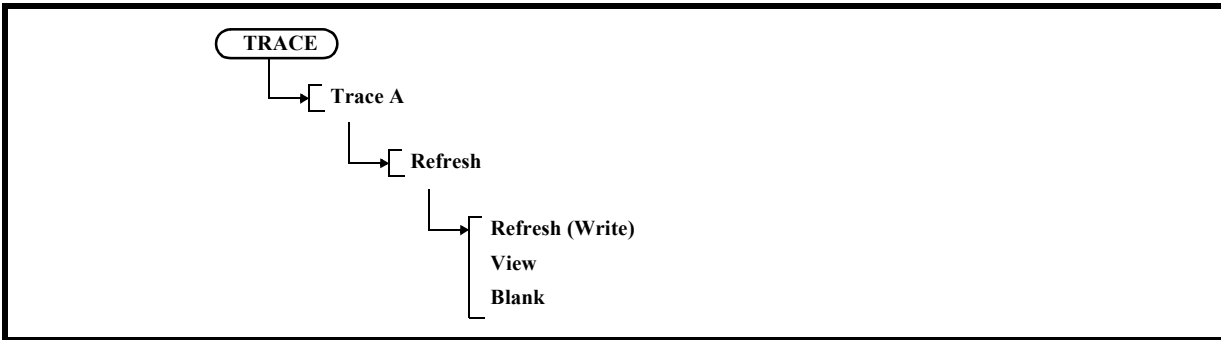 TRACE
Trace A
Refresh
Refresh (Write)
View
Blank